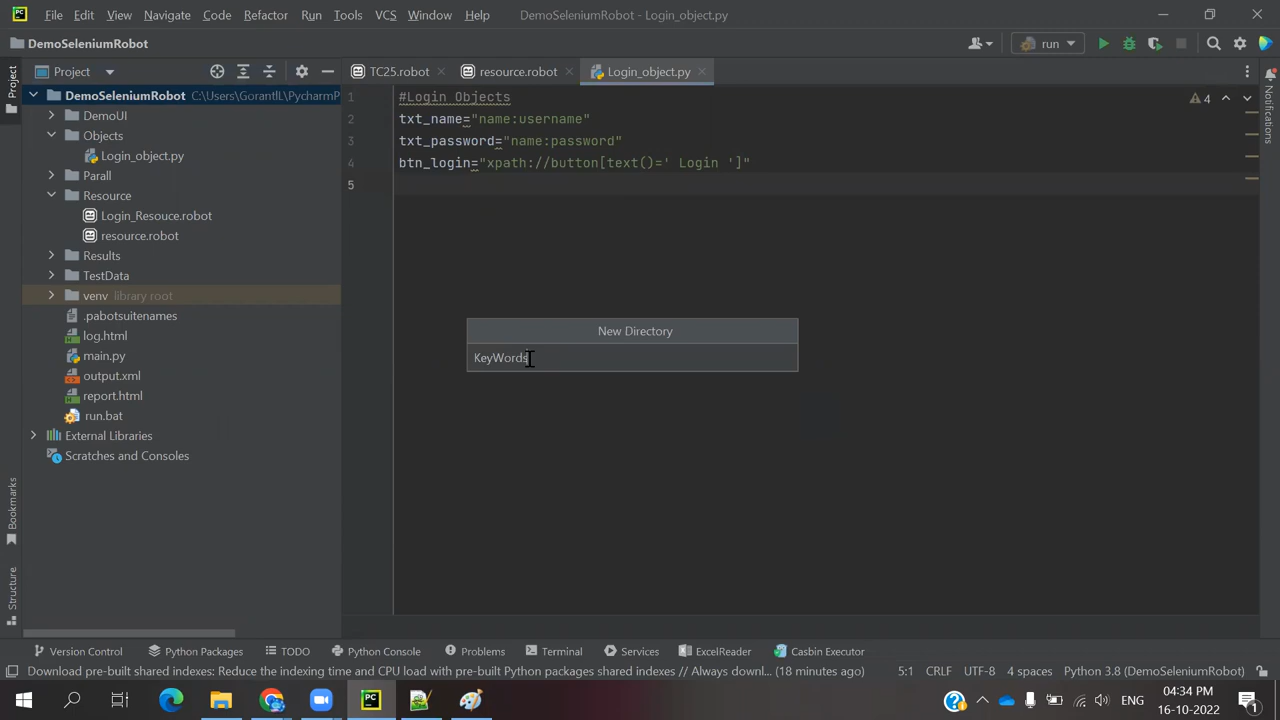 PC File Edit View Navigate Code Refactor Run Tools VCS Window Help DemoSeleniumRobot - Login_object.py
DemoSeleniumRobot run
Project TC25.robot resource.robot Login_object.py
Project
Notifications
Bookmarks
Structure
DemoSeleniumRobot C:\Users\GorantlL\PycharmP
DemoUI
Objects
Login_object.py
Parall
Resource
Login_Resouce.robot
resource.robot
Results
TestData
venv library root
.pabotsuitenames
log.html
main.py
output.xml
report.html
run.bat
External Libraries
Scratches and Consoles
1 #Login Objects 4
2 txt_name="name:username"
3 txt_password="name:password"
4 btn_login="xpath://button[text()=' Login ']"
5
New Directory
KeyWords
Version Control Python Packages TODO Python Console Problems Terminal Services ExcelReader Casbin Executor
Download pre-built shared indexes: Reduce the indexing time and CPU load with pre-built Python packages shared indexes // Always downl... (18 minutes ago) 5:1 CRLF UTF-8 4 spaces Python 3.8 (DemoSeleniumRobot)
PC ENG 04:34 PM
16-10-2022
1